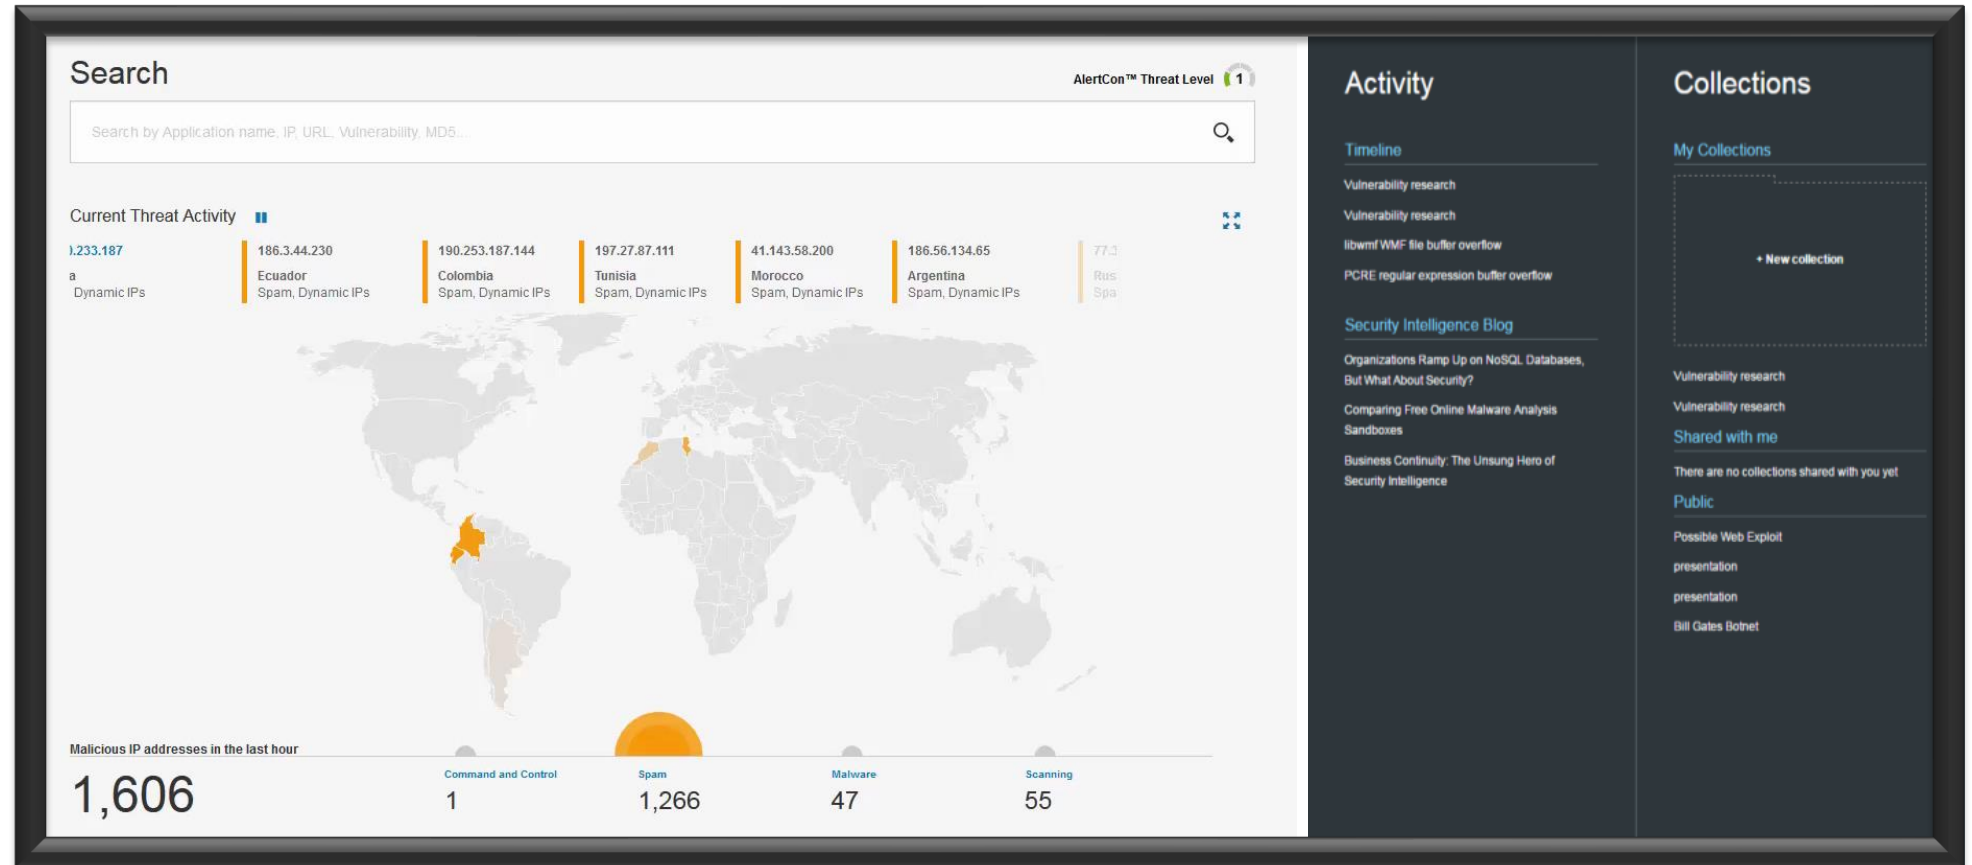 Search
AlertCon™ Threat Level 1
Search by Application name, IP, URL, Vulnerability, MD5...
Current Threat Activity
).233.187
a
Dynamic IPs
186.3.44.230
Ecuador
Spam, Dynamic IPs
190.253.187.144
Colombia
Spam, Dynamic IPs
197.27.87.111
Tunisia
Spam, Dynamic IPs
41.143.58.200
Morocco
Spam, Dynamic IPs
186.56.134.65
Argentina
Spam, Dynamic IPs
Rus
Spa
Malicious IP addresses in the last hour
1,606
Command and Control
1
Spam
1,266
Malware
47
Scanning
55
Activity
Timeline
Vulnerability research
Vulnerability research
libwmf WMF file buffer overflow
PCRE regular expression buffer overflow
Security Intelligence Blog
Organizations Ramp Up on NoSQL Databases,
But What About Security?
Comparing Free Online Malware Analysis
Sandboxes
Business Continuity: The Unsung Hero of
Security Intelligence
Collections
My Collections
+ New collection
Vulnerability research
Vulnerability research
Shared with me
There are no collections shared with you yet
Public
Possible Web Exploit
presentation
presentation
Bill Gates Botnet